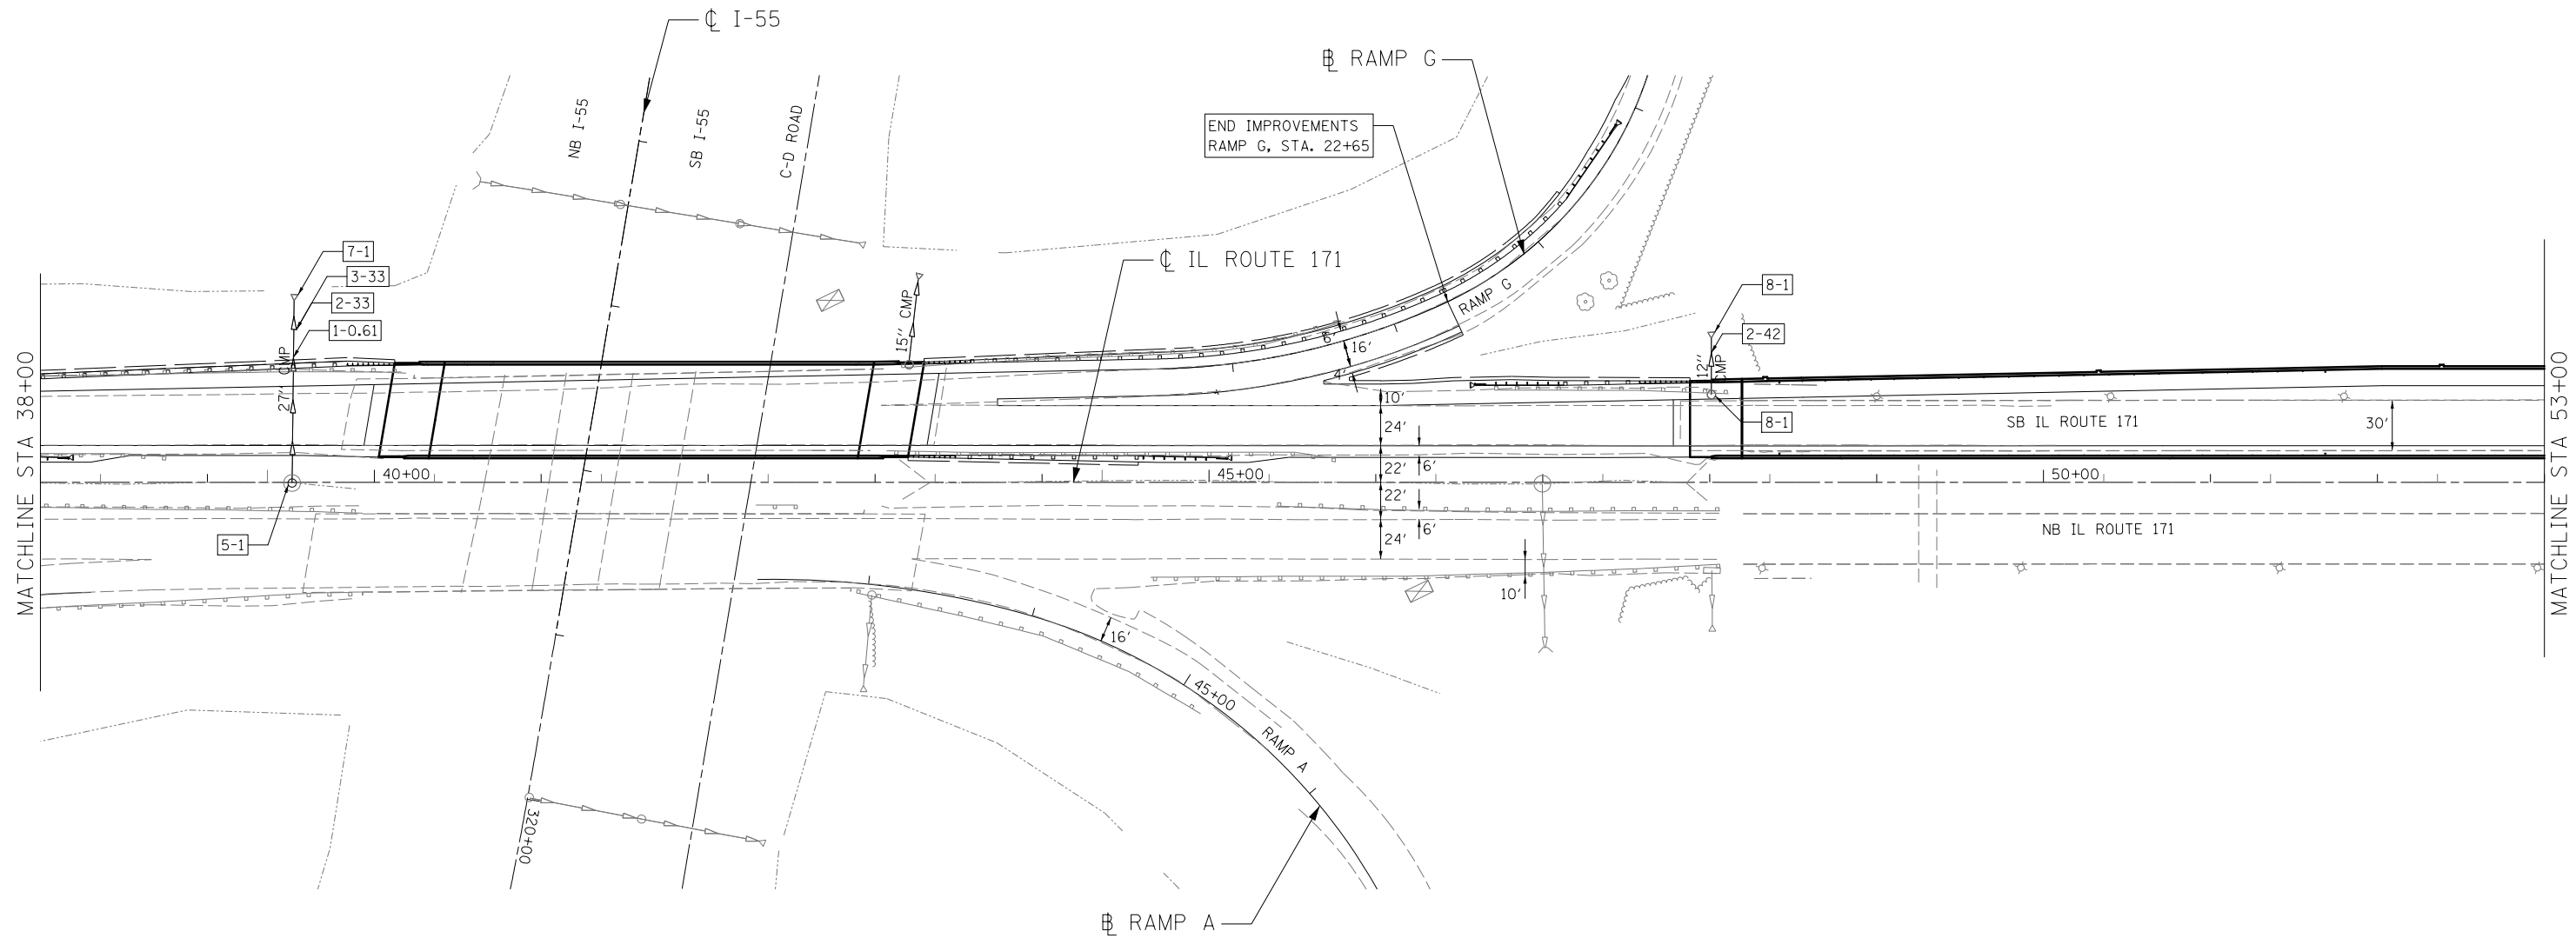 ℄ I-55
NB I-55
SB I-55
C-D ROAD
℄ IL ROUTE 171
BL RAMP G
END IMPROVEMENTS
RAMP G, STA. 22+65
7-1
3-33
2-33
1-0.61
27" CMP
15" CMP
RAMP G
6'
16'
4'
8-1
2-42
12"
CMP
8-1
MATCHLINE STA 38+00
MATCHLINE STA 53+00
10'
24'
6'
22'
22'
6'
24'
10'
SB IL ROUTE 171
30'
40+00
45+00
50+00
NB IL ROUTE 171
5-1
16'
45+00
RAMP A
320+00
BL RAMP A